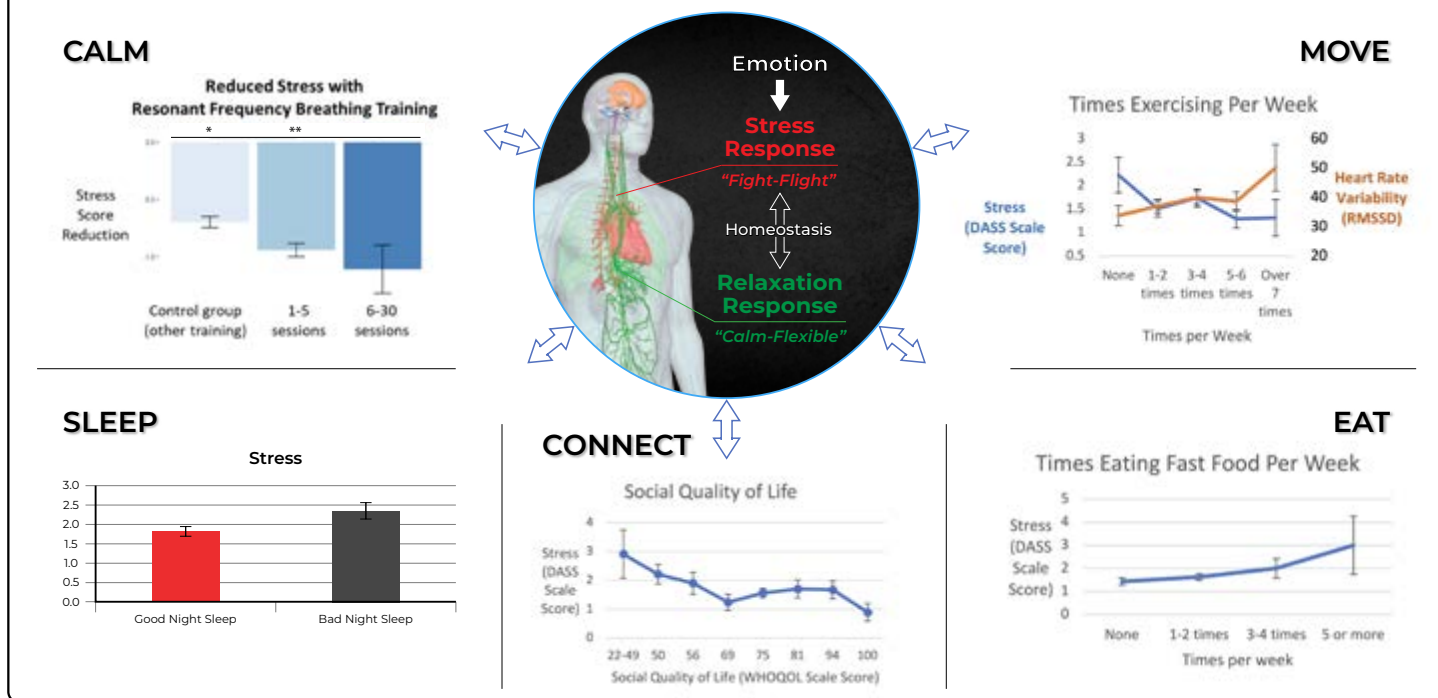 CALM
Reduced Stress with
Resonant Frequency Breathing Training
* **
Stress
Score
Reduction
Control group
(other training)
1-5
sessions
6-30
sessions
Emotion
Stress
Response
“Fight-Flight”
Homeostasis
Relaxation
Response
“Calm-Flexible”
MOVE
Times Exercising Per Week
3
2.5
2
1.5
1
0.5
Stress
(DASS Scale
Score)
60
50
40
30
20
Heart Rate
Variability
(RMSSD)
None
1-2
times
3-4
times
5-6
times
Over
7
times
Times per Week
SLEEP
Stress
3.0
2.5
2.0
1.5
1.0
0.5
0.0
Good Night Sleep
Bad Night Sleep
CONNECT
Social Quality of Life
Stress
(DASS
Scale
Score)
4
3
2
1
0
22-49 50 56 69 75 81 94 100
Social Quality of Life (WHOQOL Scale Score)
EAT
Times Eating Fast Food Per Week
Stress
(DASS
Scale
Score)
5
4
3
2
1
0
None 1-2 times 3-4 times 5 or more
Times per week